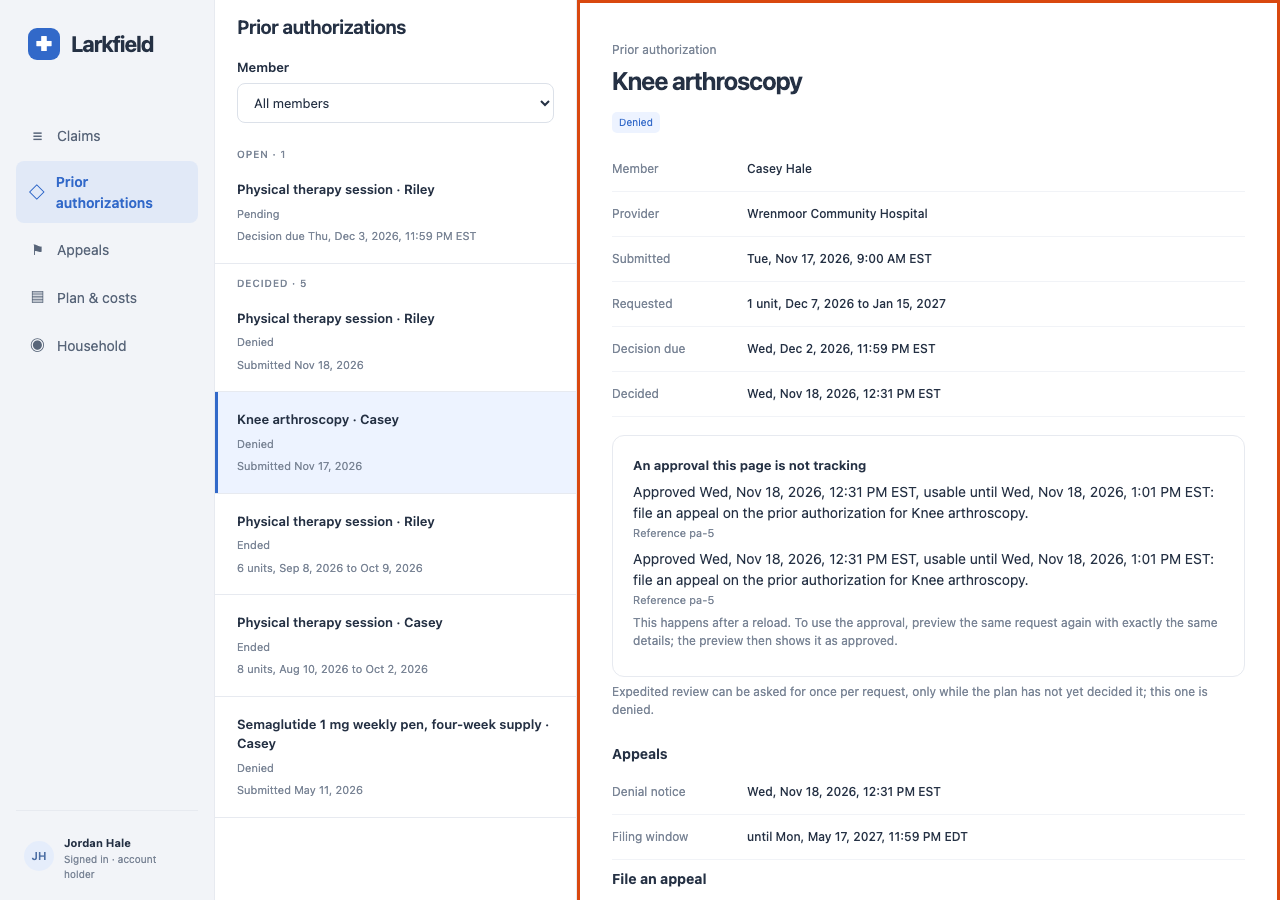 Larkfield
Claims
Prior
authorizations
Appeals
Plan & costs
Household
JH
Jordan Hale
Signed in · account
holder
Prior authorizations
Member
All members
OPEN · 1
Physical therapy session · Riley
Pending
Decision due Thu, Dec 3, 2026, 11:59 PM EST
DECIDED · 5
Physical therapy session · Riley
Denied
Submitted Nov 18, 2026
Knee arthroscopy · Casey
Denied
Submitted Nov 17, 2026
Physical therapy session · Riley
Ended
6 units, Sep 8, 2026 to Oct 9, 2026
Physical therapy session · Casey
Ended
8 units, Aug 10, 2026 to Oct 2, 2026
Semaglutide 1 mg weekly pen, four-week supply ·
Casey
Denied
Submitted May 11, 2026
Prior authorization
Knee arthroscopy
Denied
Member Casey Hale
Provider Wrenmoor Community Hospital
Submitted Tue, Nov 17, 2026, 9:00 AM EST
Requested 1 unit, Dec 7, 2026 to Jan 15, 2027
Decision due Wed, Dec 2, 2026, 11:59 PM EST
Decided Wed, Nov 18, 2026, 12:31 PM EST
An approval this page is not tracking
Approved Wed, Nov 18, 2026, 12:31 PM EST, usable until Wed, Nov 18, 2026, 1:01 PM EST:
file an appeal on the prior authorization for Knee arthroscopy.
Reference pa-5
Approved Wed, Nov 18, 2026, 12:31 PM EST, usable until Wed, Nov 18, 2026, 1:01 PM EST:
file an appeal on the prior authorization for Knee arthroscopy.
Reference pa-5
This happens after a reload. To use the approval, preview the same request again with exactly the same
details; the preview then shows it as approved.
Expedited review can be asked for once per request, only while the plan has not yet decided it; this one is
denied.
Appeals
Denial notice Wed, Nov 18, 2026, 12:31 PM EST
Filing window until Mon, May 17, 2027, 11:59 PM EDT
File an appeal